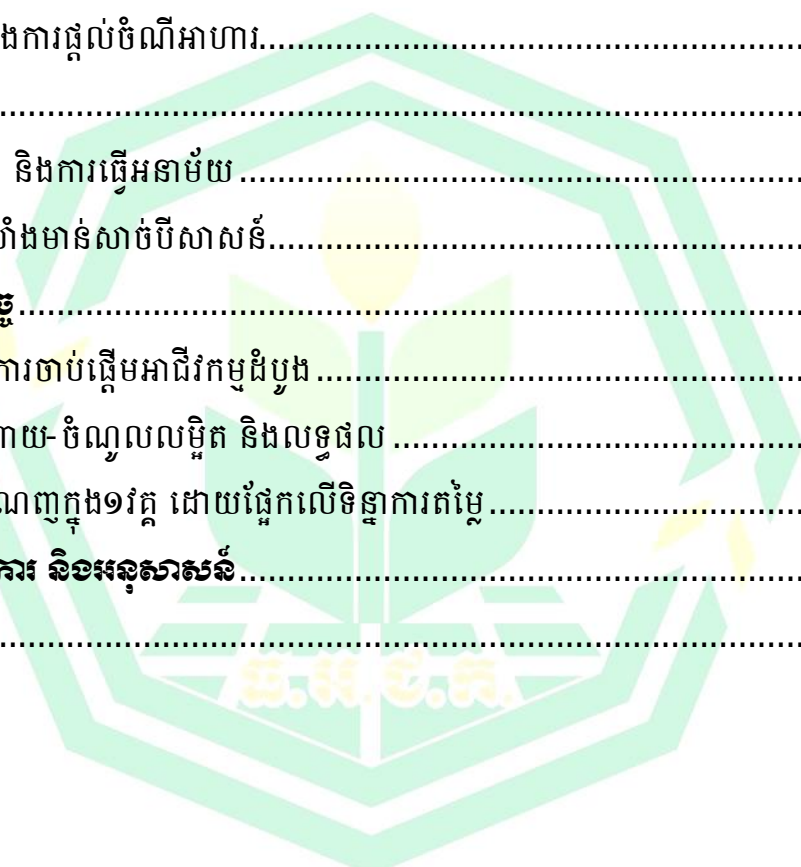 ងការផ្តល់ចំណីអាហារ................................................................
................................................................................
និងការធ្វើអនាម័យ................................................................
មាន់សាច់បីសាសន៍................................................................
................................................................................
ការចាប់ផ្តើមអាជីវកម្មដំបូង................................................................
ាយ-ចំណូលលម្អិត និងលទ្ធផល................................................................
ណេញក្នុង១វគ្គ ដោយផ្អែកលើទិន្នាការតម្លៃ................................................................
ការ និងអនុសាសន៍................................................................
................................................................................
ធ.អ.ជ.ក.